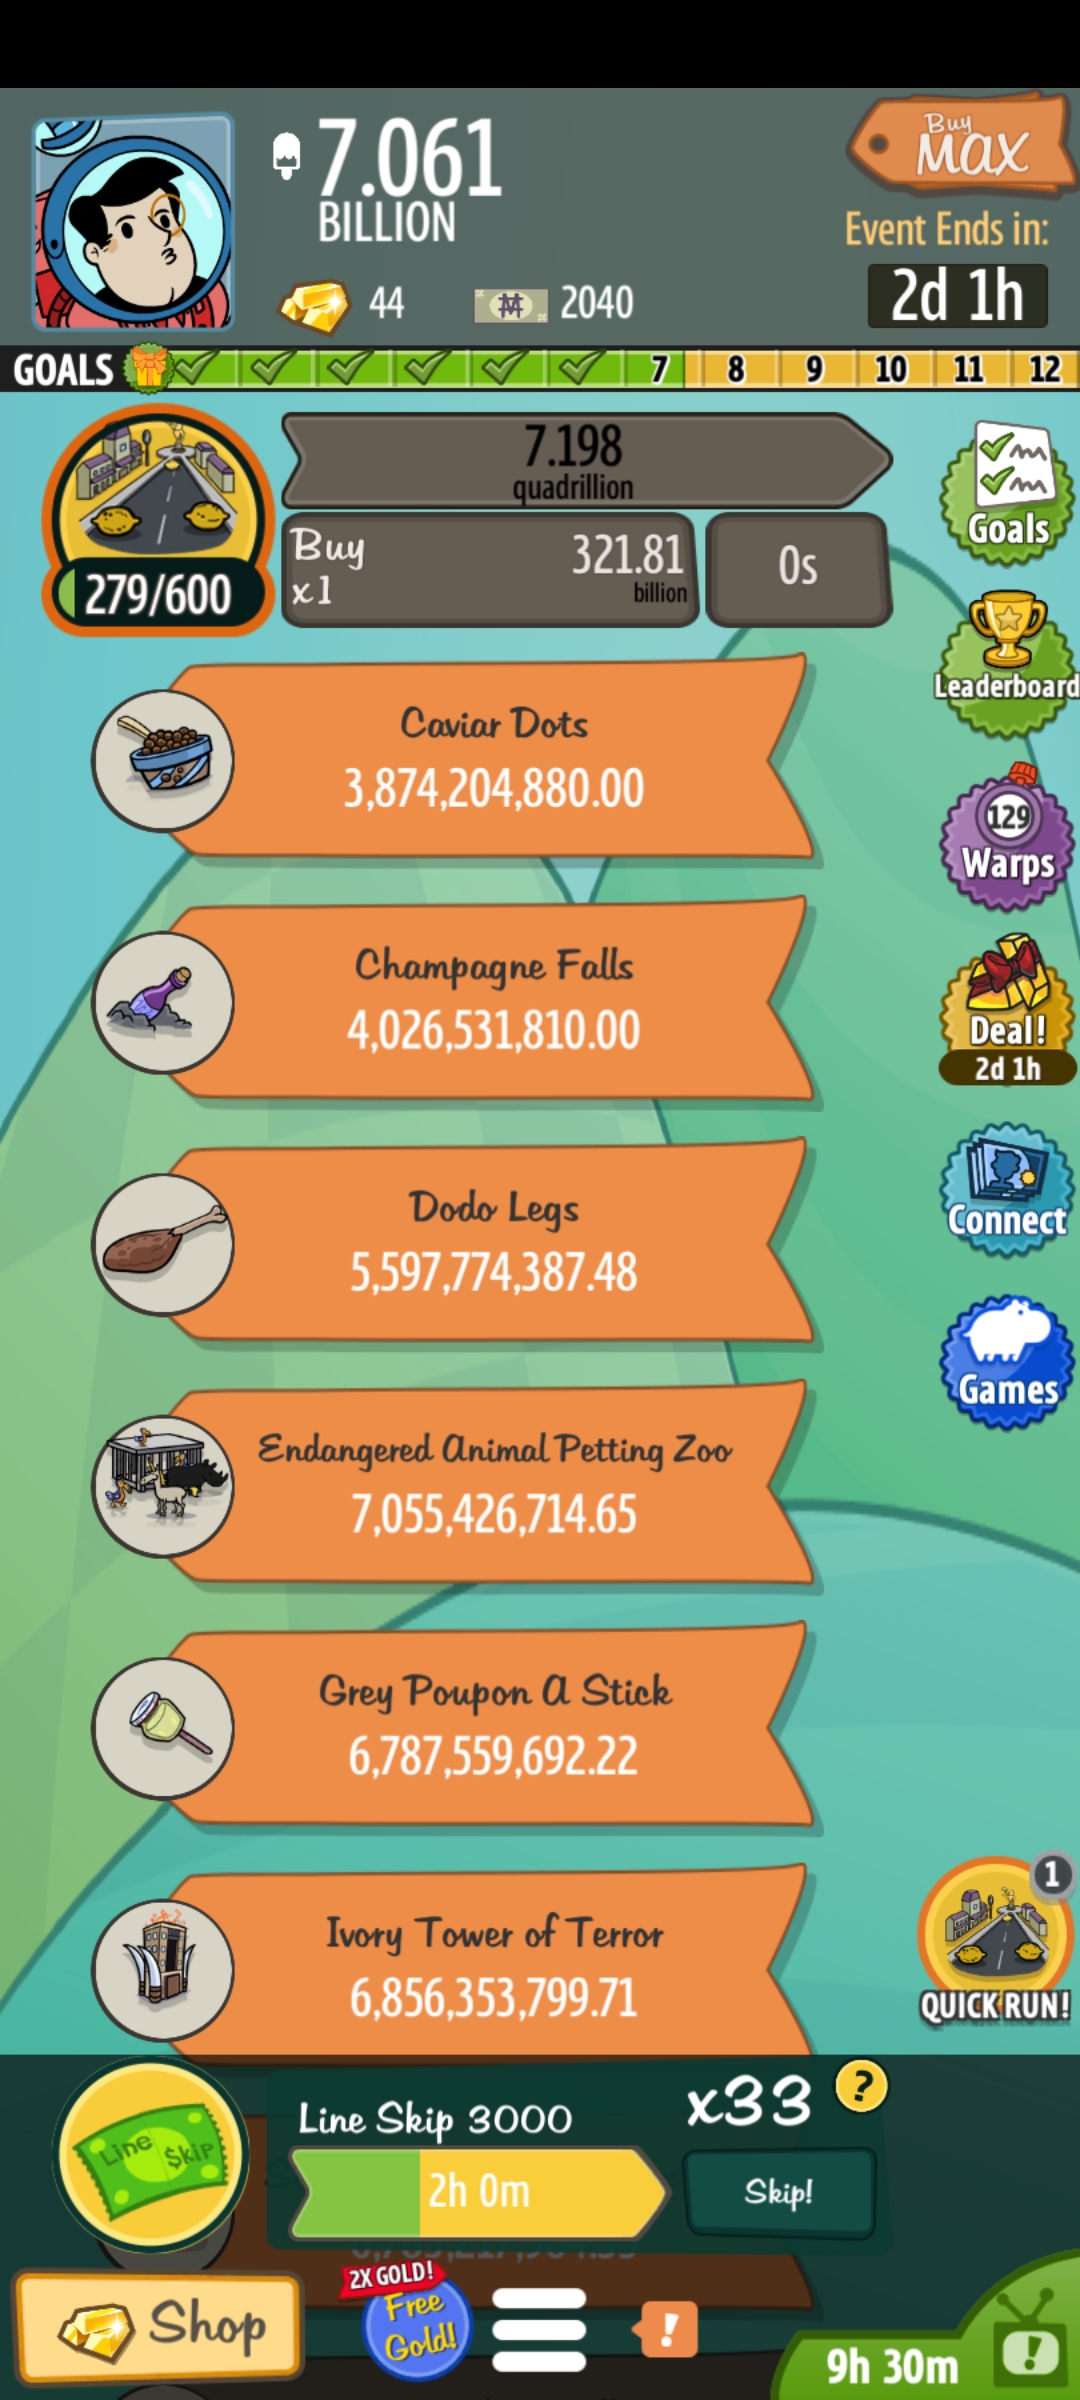 7.061
BILLION
Buy
MAX
Event Ends in:
2d 1h
44
2040
GOALS
7 8 9 10 11 12
7.198
quadrillion
279/600
Buy
x1
321.81
billion
0s
Goals
Leaderboard
Caviar Dots
3,874,204,880.00
129
Warps
Champagne Falls
4,026,531,810.00
Deal!
2d 1h
Dodo Legs
5,597,774,387.48
Connect
Games
Endangered Animal Petting Zoo
7,055,426,714.65
Grey Poupon A Stick
6,787,559,692.22
Ivory Tower of Terror
6,856,353,799.71
1
QUICK RUN!
Line $kip
Line Skip 3000
x33
?
2h 0m
Skip!
Shop
2X GOLD!
Free
Gold!
!
9h 30m
!